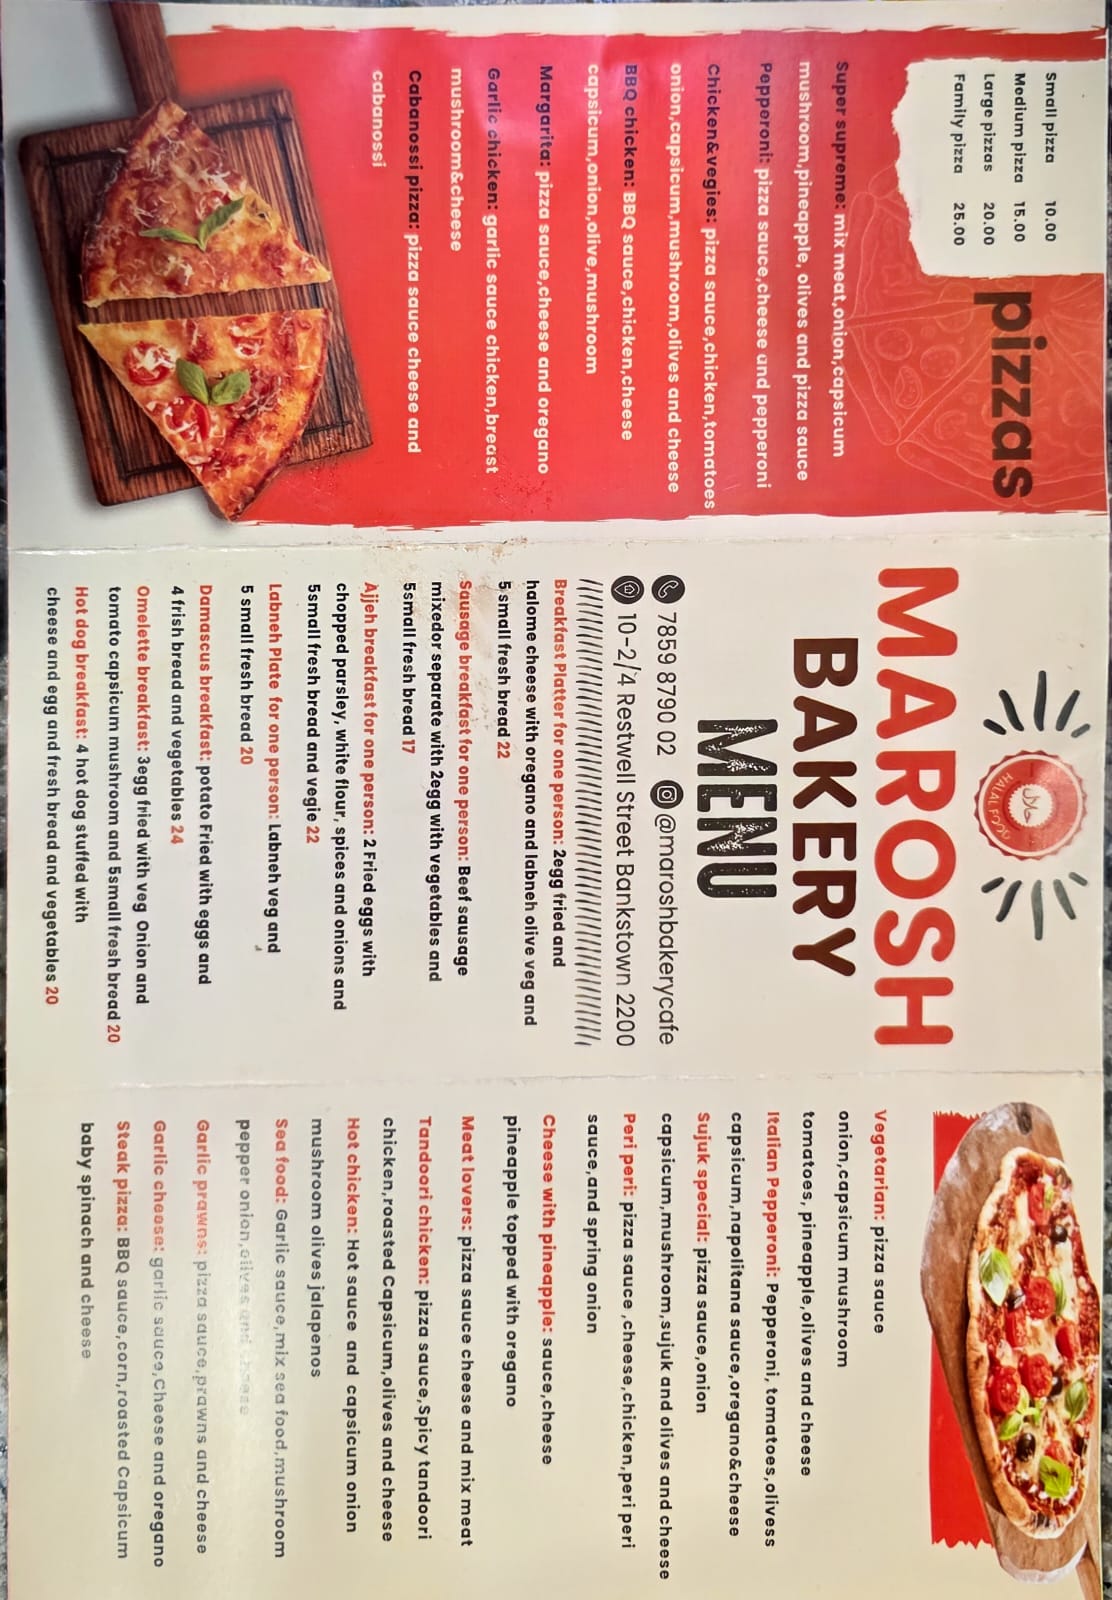 Small pizza 10.00
Medium pizza 15.00
Large pizzas 20.00
Family pizza 25.00
pizzas
Super supreme: mix meat,onion,capsicum
mushroom,pineapple, olives and pizza sauce
Pepperoni: pizza sauce,cheese and pepperoni
Chicken&vegies: pizza sauce,chicken,tomatoes
onion,capsicum,mushroom,olives and cheese
BBQ chicken: BBQ sauce,chicken,cheese
capsicum,onion,olive,mushroom
Margarita: pizza sauce,cheese and oregano
Garlic chicken: garlic sauce chicken,breast
mushroom&cheese
Cabanossi pizza: pizza sauce cheese and
cabanossi
حلال
HALAL FOOD
MAROSH
BAKERY
MENU
7859 8790 02 @maroshbakerycafe
10-2/4 Restwell Street Bankstown 2200
Breakfast Platter for one person: 2egg fried and
halome cheese with oregano and labneh olive veg and
5 small fresh bread 22
Sausage breakfast for one person: Beef sausage
mixedor separate with 2egg with vegetables and
5small fresh bread 17
Ajjeh breakfast for one person: 2 Fried eggs with
chopped parsley, white flour, spices and onions and
5small fresh bread and vegie 22
Labneh Plate for one person: Labneh veg and
5 small fresh bread 20
Damascus breakfast: potato Fried with eggs and
4 frish bread and vegetables 24
Omelette breakfast: 3egg fried with veg Onion and
tomato capsicum mushroom and 5small fresh bread 20
Hot dog breakfast: 4 hot dog stuffed with
cheese and egg and fresh bread and vegetables 20
Vegetarian: pizza sauce
onion,capsicum mushroom
tomatoes, pineapple,olives and cheese
Italian Pepperoni: Pepperoni, tomatoes,olivess
capsicum,napolitana sauce,oregano&cheese
Sujuk special: pizza sauce,onion
capsicum,mushroom,sujuk and olives and cheese
Peri peri: pizza sauce ,cheese,chicken,peri peri
sauce,and spring onion
Cheese with pineapple: sauce,cheese
pineapple topped with oregano
Meat lovers: pizza sauce cheese and mix meat
Tandoori chicken: pizza sauce,Spicy tandoori
chicken,roasted Capsicum,olives and cheese
Hot chicken: Hot sauce and capsicum onion
mushroom olives jalapenos
Sea food: Garlic sauce,mix sea food,mushroom
pepper onion,olives and cheese
Garlic prawns: pizza sauce,prawns and cheese
Garlic cheese: garlic sauce,Cheese and oregano
Steak pizza: BBQ sauce,corn,roasted Capsicum
baby spinach and cheese